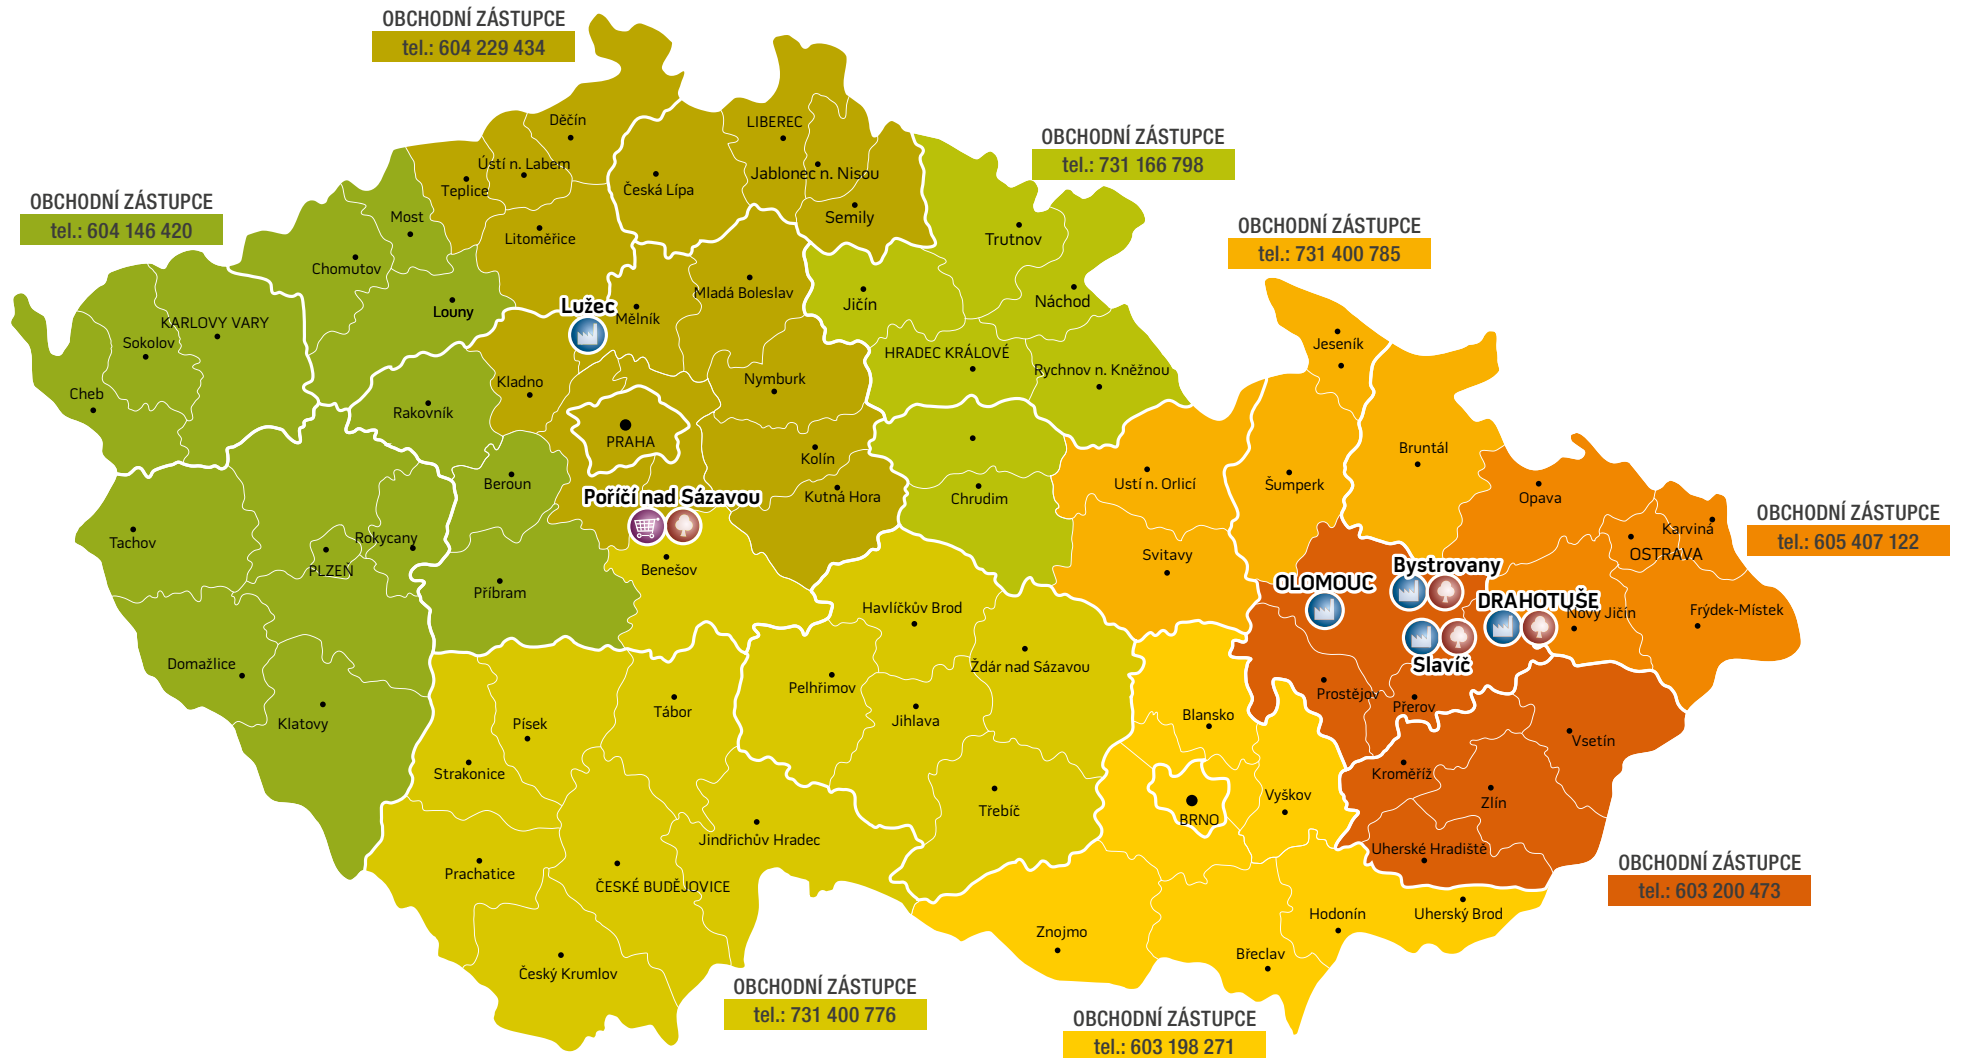 OBCHODNÍ ZÁSTUPCE
tel.: 604 229 434
OBCHODNÍ ZÁSTUPCE
tel.: 731 166 798
OBCHODNÍ ZÁSTUPCE
tel.: 604 146 420
OBCHODNÍ ZÁSTUPCE
tel.: 731 400 785
Děčín
LIBEREC
Ústí n. Labem
Teplice
Jablonec n. Nisou
Česká Lípa
Most
Semily
Litoměřice
Trutnov
Chomutov
Mladá Boleslav
Náchod
Jičín
Lužec
Louny
Mělník
KARLOVY VARY
Sokolov
Jeseník
HRADEC KRÁLOVÉ
Rychnov n. Kněžnou
Kladno
Nymburk
Cheb
Rakovník
PRAHA
Bruntál
Kolín
Beroun
Ustí n. Orlicí
Šumperk
Poříčí nad Sázavou
Kutná Hora
Chrudim
Opava
OBCHODNÍ ZÁSTUPCE
tel.: 605 407 122
Karviná
Tachov
Rokycany
OSTRAVA
Svitavy
PLZEŇ
Benešov
Bystrovany
OLOMOUC
Příbram
DRAHOTUŠE
Havlíčkův Brod
Nový Jičín
Frýdek-Místek
Domažlice
Slavíč
Ždár nad Sázavou
Pelhřimov
Prostějov
Přerov
Tábor
Blansko
Klatovy
Písek
Jihlava
Vsetín
Strakonice
Kroměříž
Vyškov
Zlín
Třebíč
BRNO
Jindřichův Hradec
Uherské Hradiště
OBCHODNÍ ZÁSTUPCE
tel.: 603 200 473
Prachatice
ČESKÉ BUDĚJOVICE
Hodonín
Uherský Brod
Znojmo
Břeclav
Český Krumlov
OBCHODNÍ ZÁSTUPCE
tel.: 731 400 776
OBCHODNÍ ZÁSTUPCE
tel.: 603 198 271